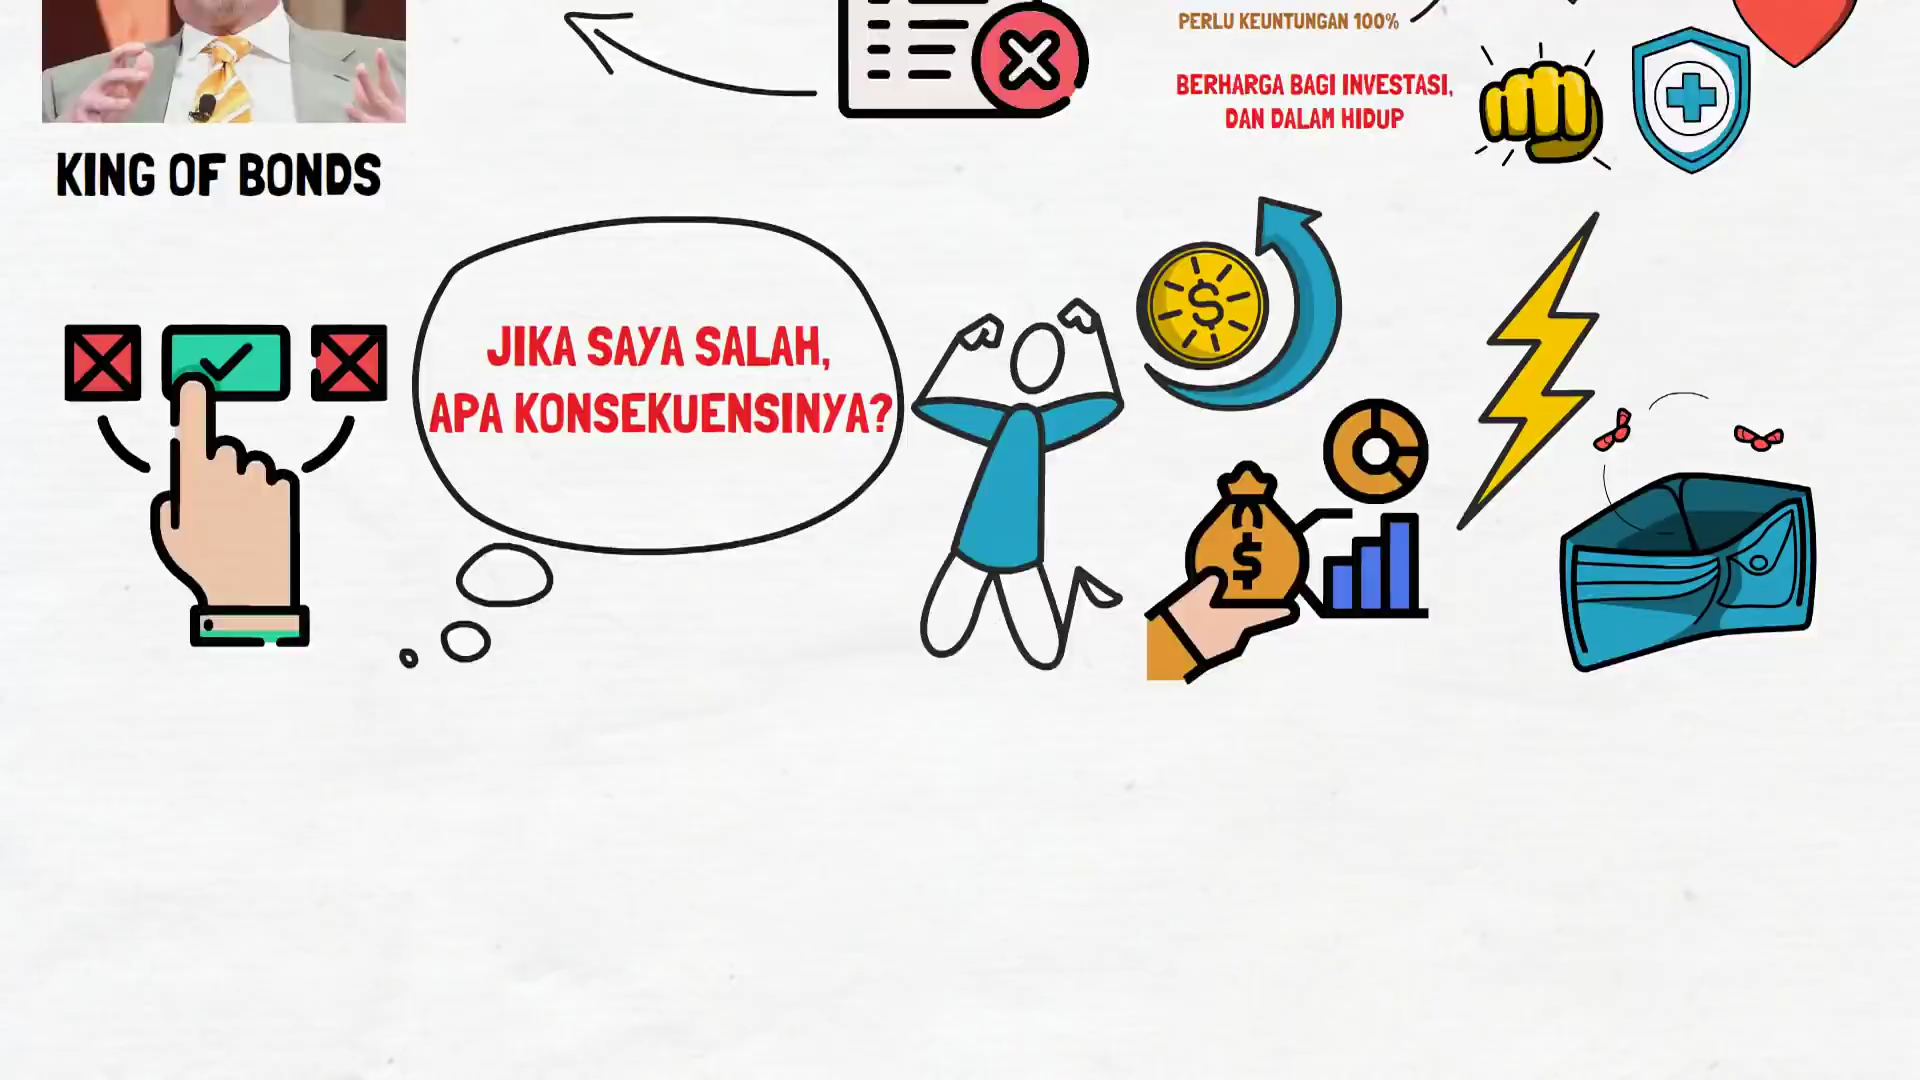 PERLU KEUNTUNGAN 100%
BERHARGA BAGI INVESTASI,
DAN DALAM HIDUP
KING OF BONDS
JIKA SAYA SALAH,
APA KONSEKUENSINYA?